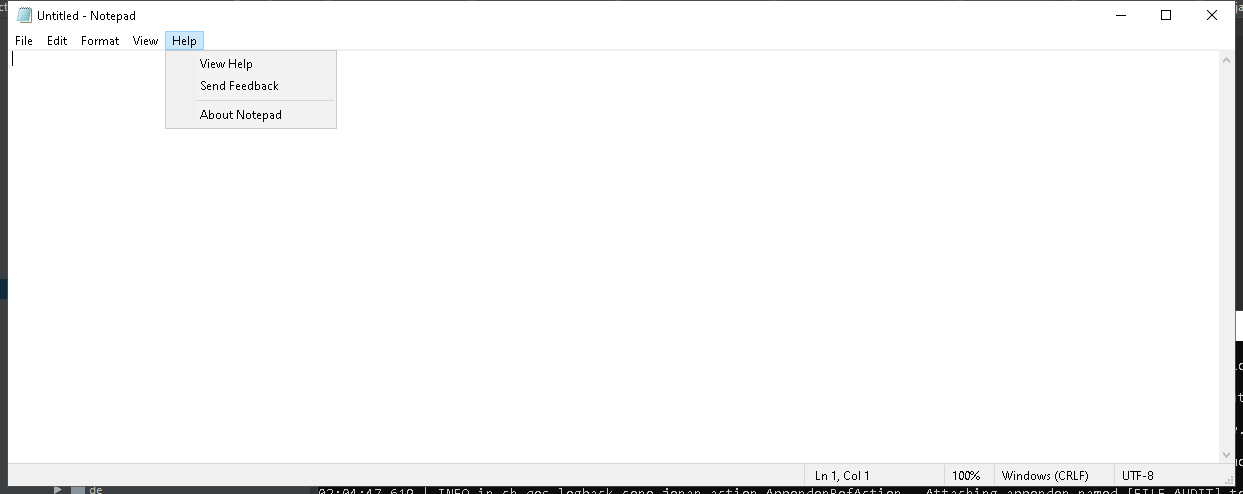 Untitled - Notepad
File Edit Format View Help
View Help
Send Feedback
About Notepad
Ln 1, Col 1 100% Windows (CRLF) UTF-8
de